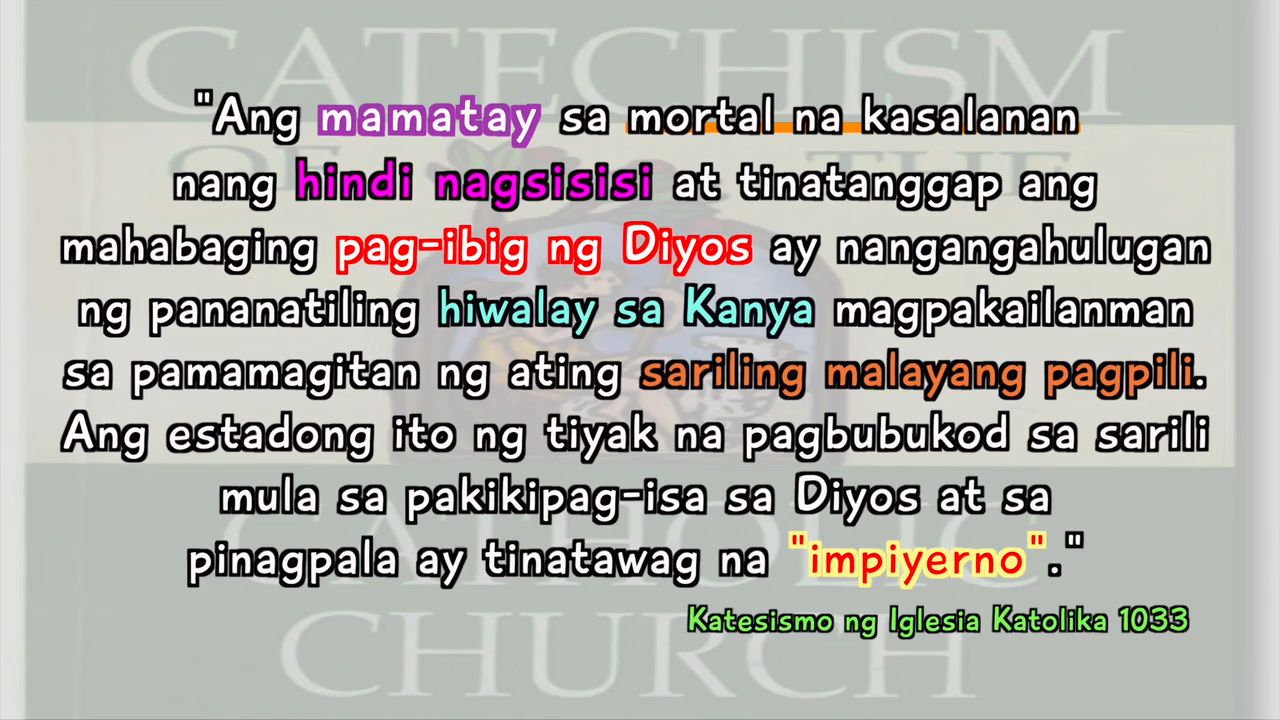 CATECHISM
OF THE
"Ang mamatay sa mortal na kasalanan
nang hindi nagsisisi at tinatanggap ang
mahabaging pag-ibig ng Diyos ay nangangahulugan
ng pananatiling hiwalay sa Kanya magpakailanman
sa pamamagitan ng ating sariling malayang pagpili.
Ang estadong ito ng tiyak na pagbubukod sa sarili
mula sa pakikipag-isa sa Diyos at sa
pinagpala ay tinatawag na "impiyerno"."
Katesismo ng Iglesia Katolika 1033
CATHOLIC
CHURCH